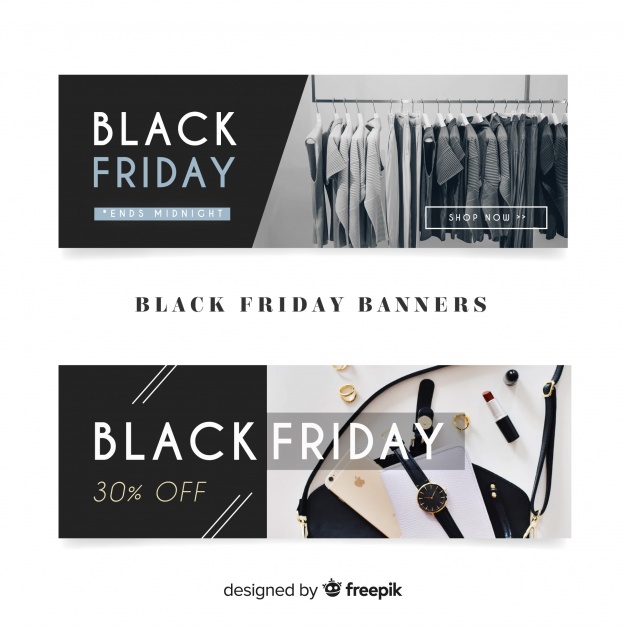 BLACK
FRIDAY
*ENDS MIDNIGHT
SHOP NOW >>
BLACK FRIDAY BANNERS
BLACK FRIDAY
30% OFF
designed by freepik